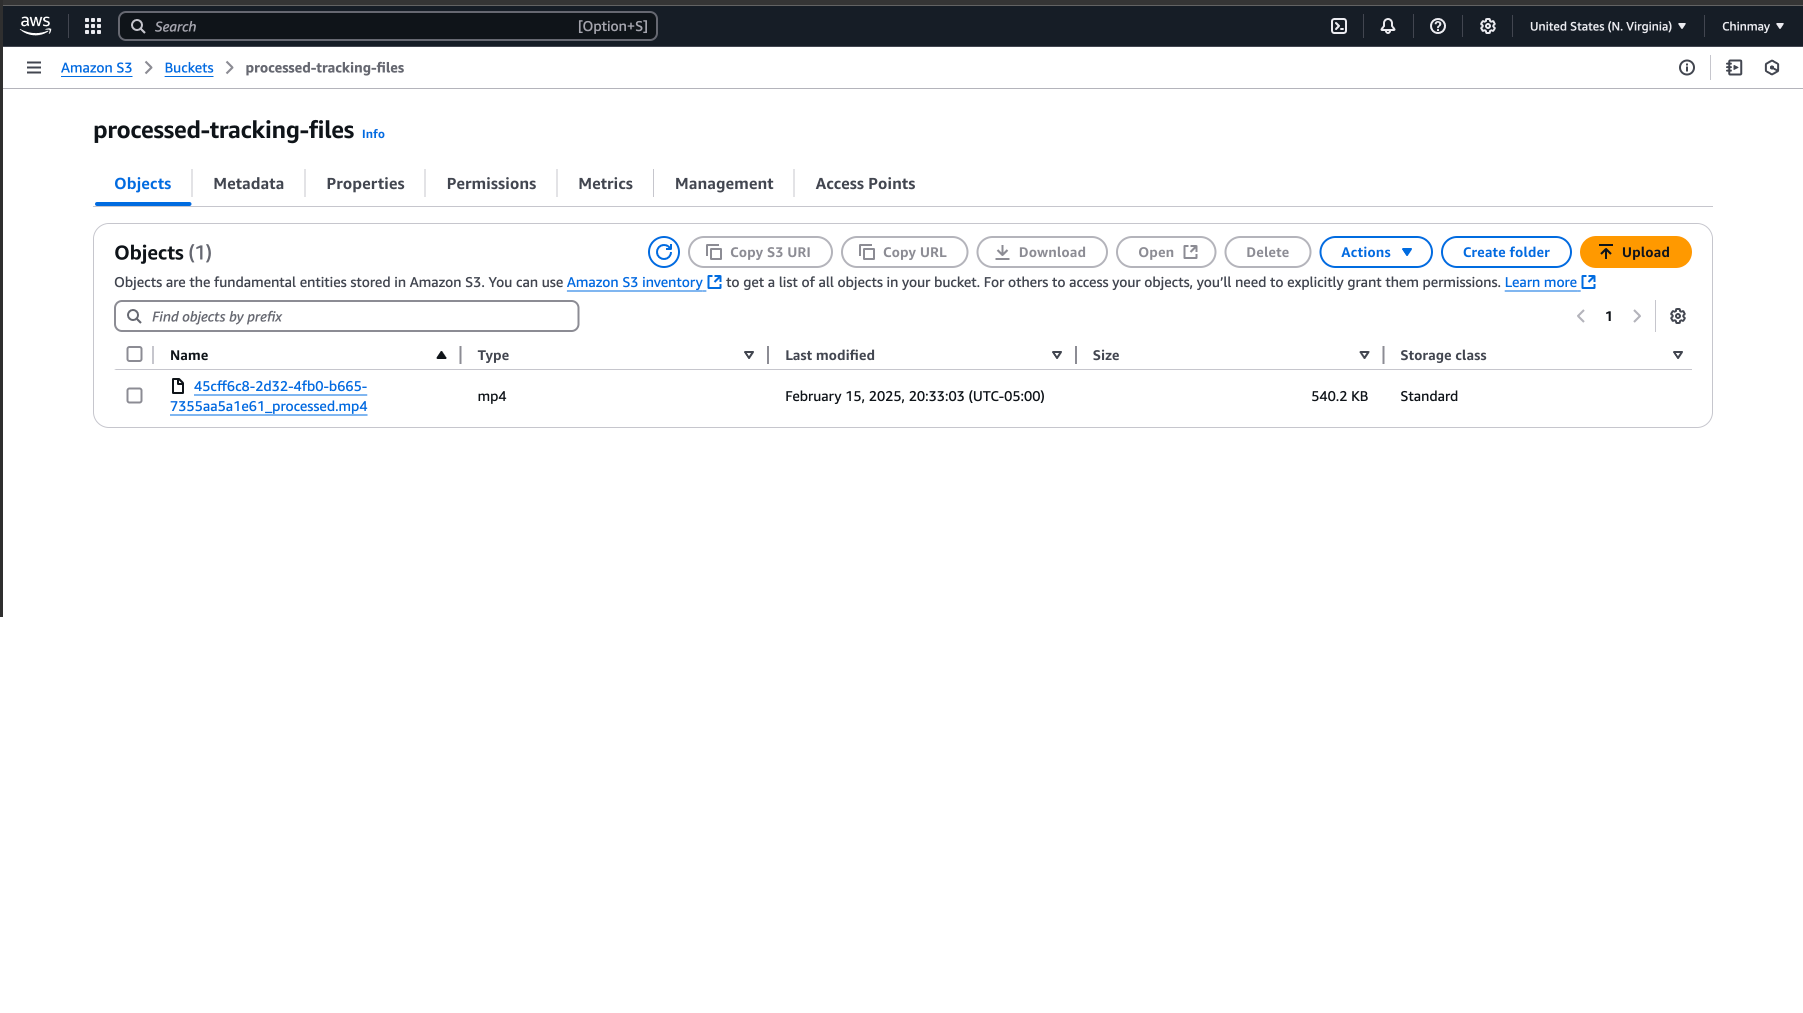 aws Search [Option+S] United States (N. Virginia) Chinmay
Amazon S3 Buckets processed-tracking-files
processed-tracking-files Info
Objects Metadata Properties Permissions Metrics Management Access Points
Objects (1) Copy S3 URI Copy URL Download Open Delete Actions Create folder Upload
Objects are the fundamental entities stored in Amazon S3. You can use Amazon S3 inventory to get a list of all objects in your bucket. For others to access your objects, you’ll need to explicitly grant them permissions. Learn more
Find objects by prefix 1
Name Type Last modified Size Storage class
45cff6c8-2d32-4fb0-b665-
7355aa5a1e61_processed.mp4 mp4 February 15, 2025, 20:33:03 (UTC-05:00) 540.2 KB Standard